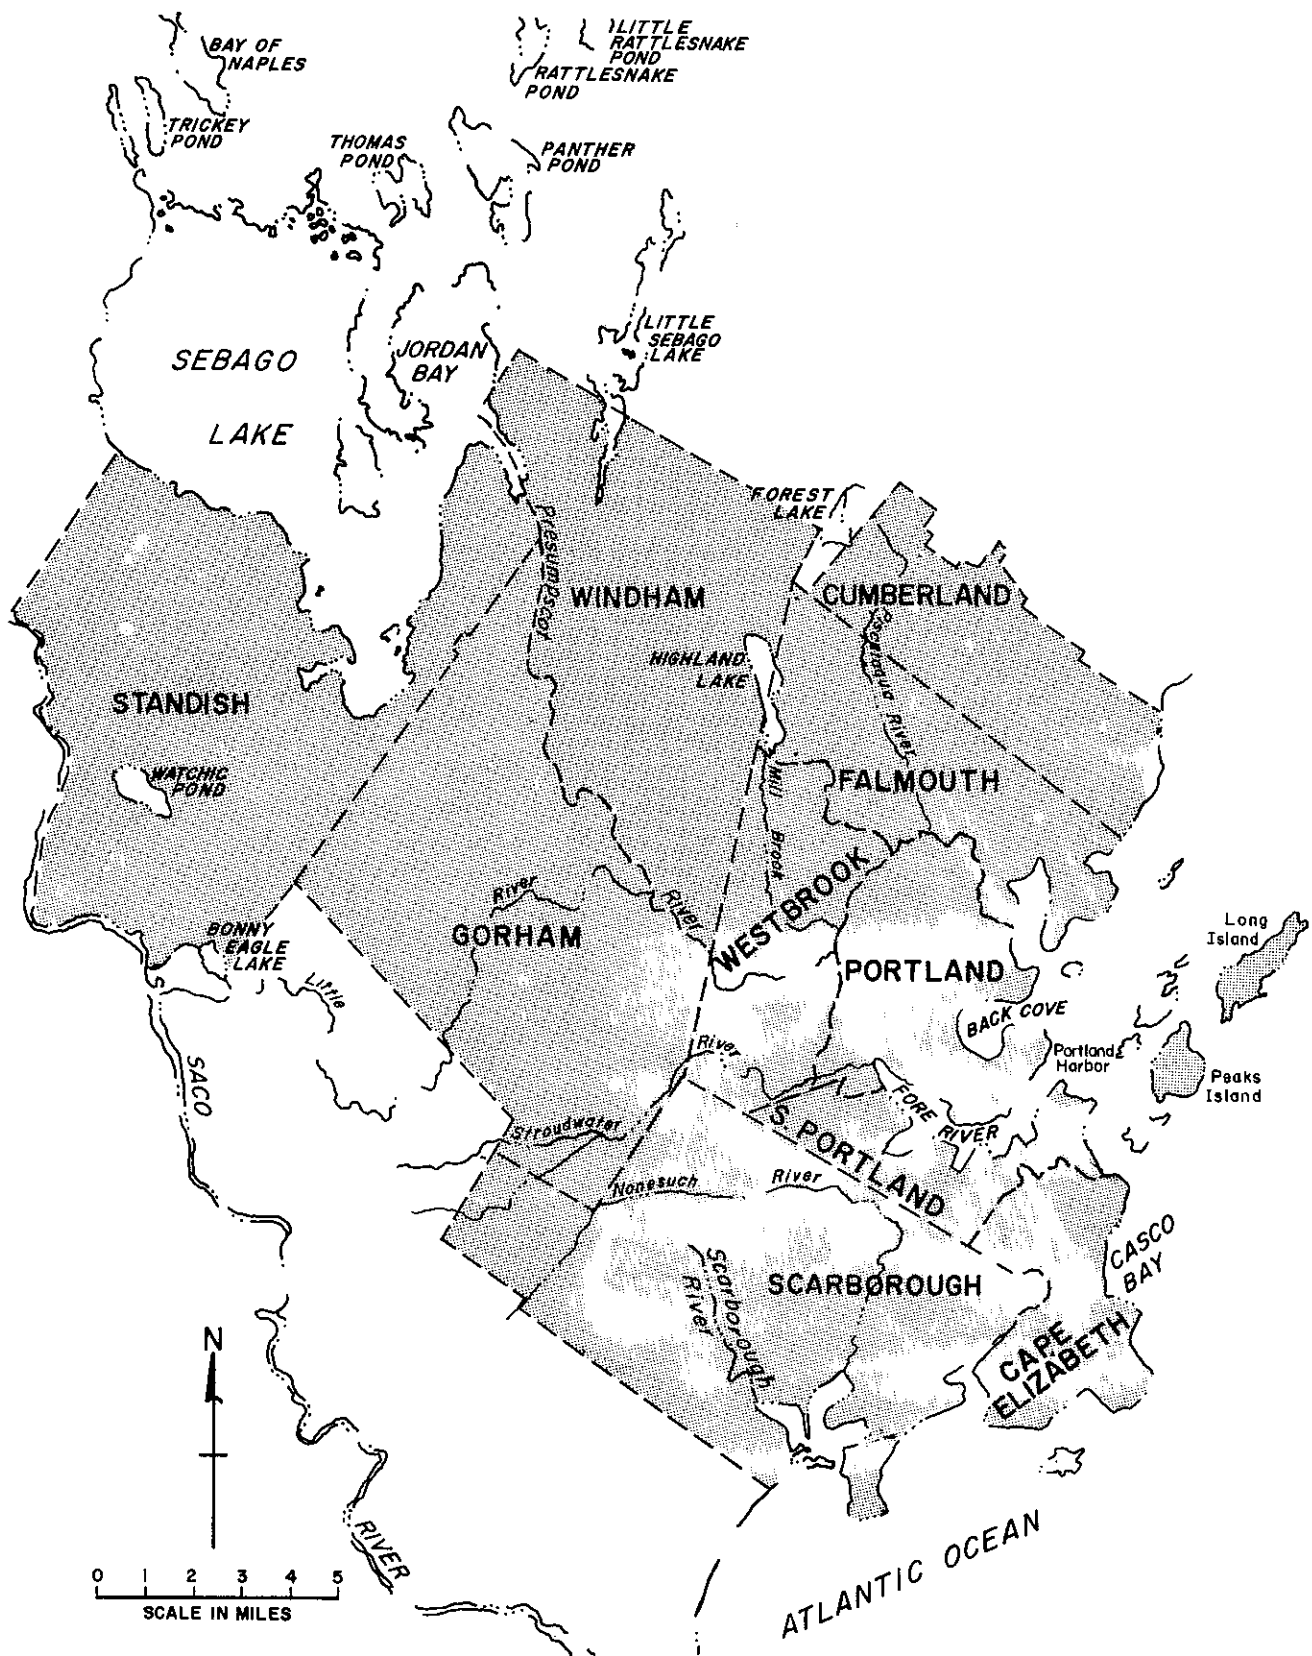 BAY OF
NAPLES
LITTLE
RATTLESNAKE
POND
RATTLESNAKE
POND
TRICKEY
POND
THOMAS
POND
PANTHER
POND
SEBAGO
LAKE
JORDAN
BAY
LITTLE
SEBAGO
LAKE
FOREST
LAKE
Presumpscot
WINDHAM
CUMBERLAND
HIGHLAND
LAKE
Piscataqua River
STANDISH
WATCHIC
POND
Mill Brook
FALMOUTH
River
River
WESTBROOK
GORHAM
BONNY
EAGLE
LAKE
Little
PORTLAND
Long
Island
BACK COVE
Portland
Harbor
Peaks
Island
SACO
River
FORE
RIVER
S. PORTLAND
Stroudwater
Nonesuch
River
CASCO
BAY
Scarborough
River
SCARBOROUGH
CAPE
ELIZABETH
N
RIVER
ATLANTIC OCEAN
0 1 2 3 4 5
SCALE IN MILES